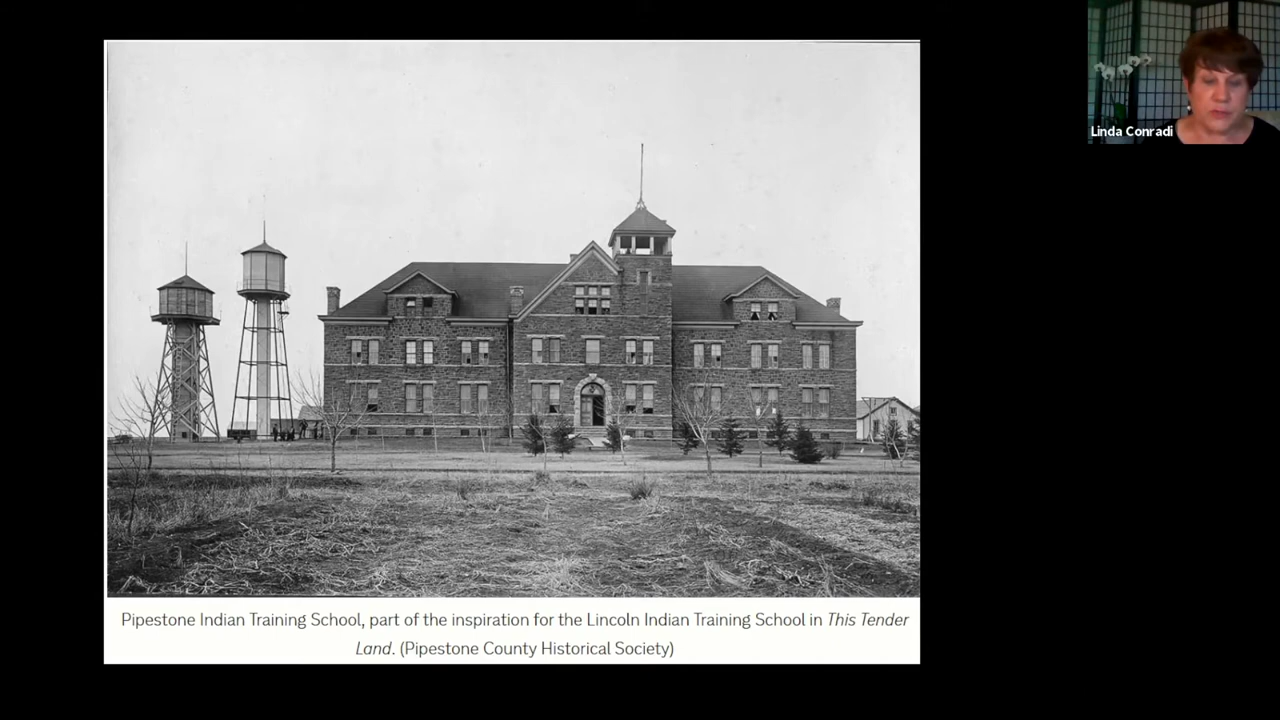 Linda Conradi
Pipestone Indian Training School, part of the inspiration for the Lincoln Indian Training School in This Tender
Land. (Pipestone County Historical Society)